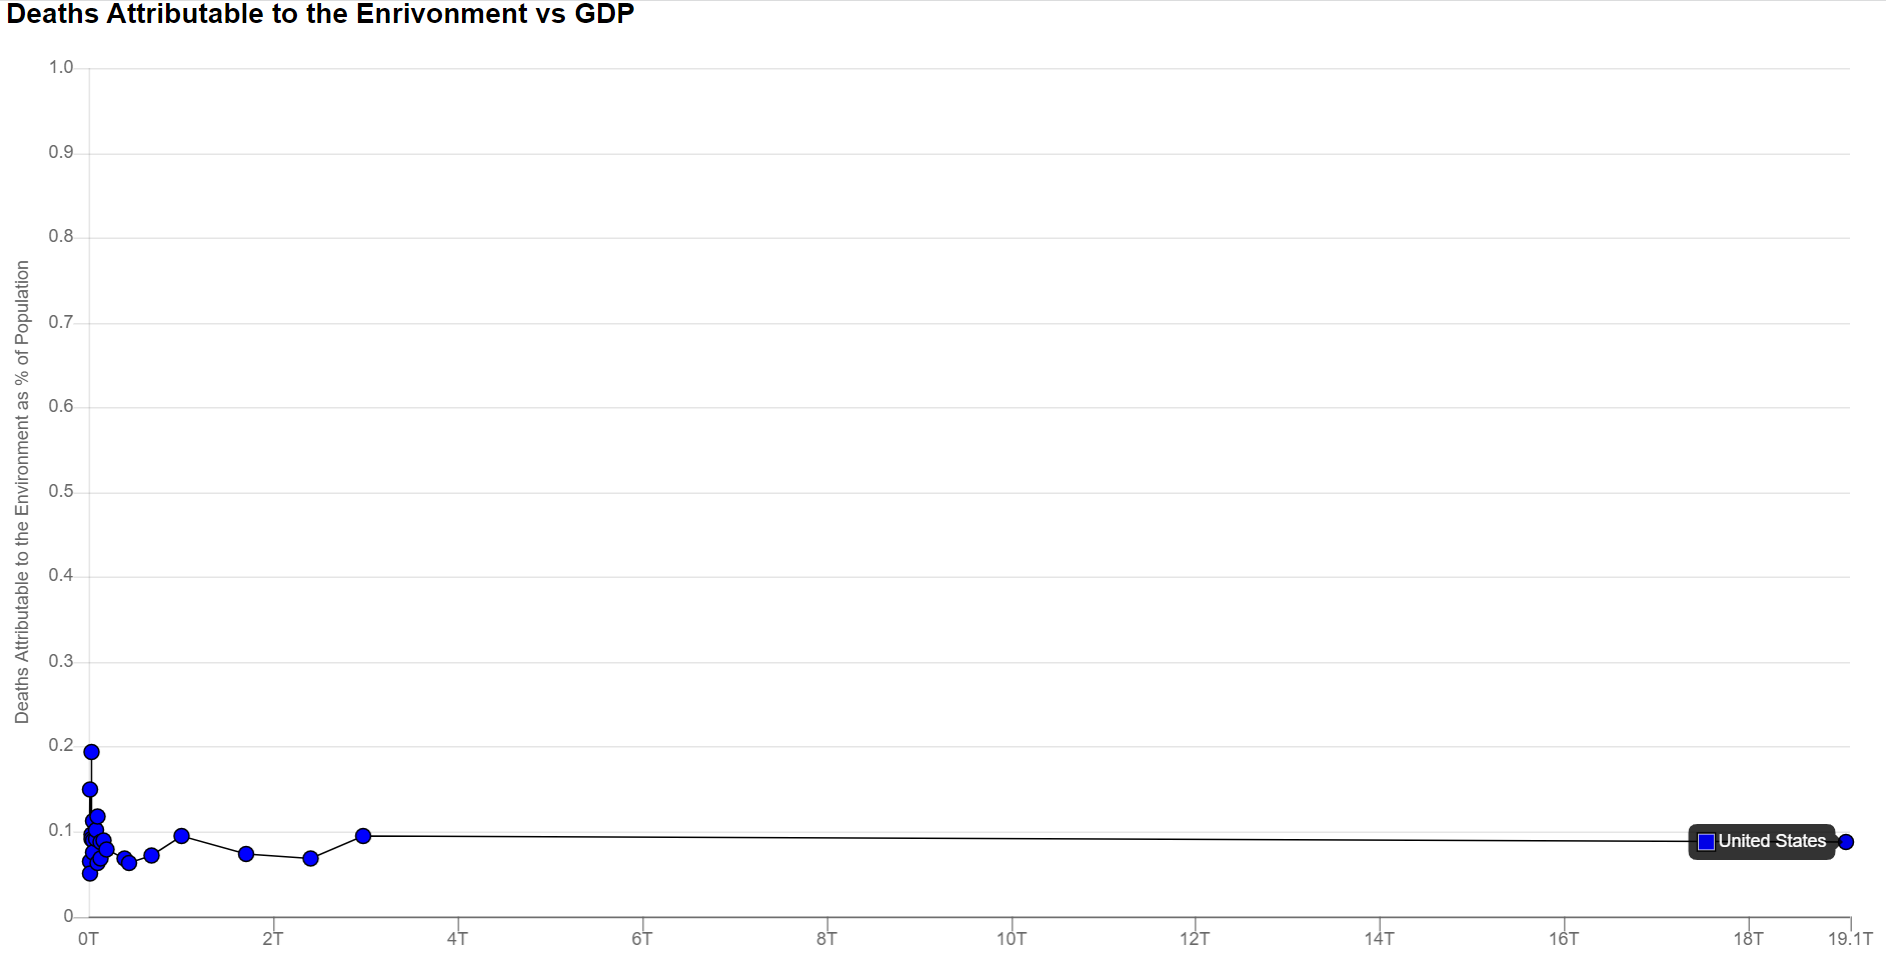 Deaths Attributable to the Enrivonment vs GDP
1.0
0.9
0.8
0.7
0.6
0.5
0.4
0.3
0.2
0.1
0
Deaths Attributable to the Environment as % of Population
United States
0T
2T
4T
6T
8T
10T
12T
14T
16T
18T
19.1T